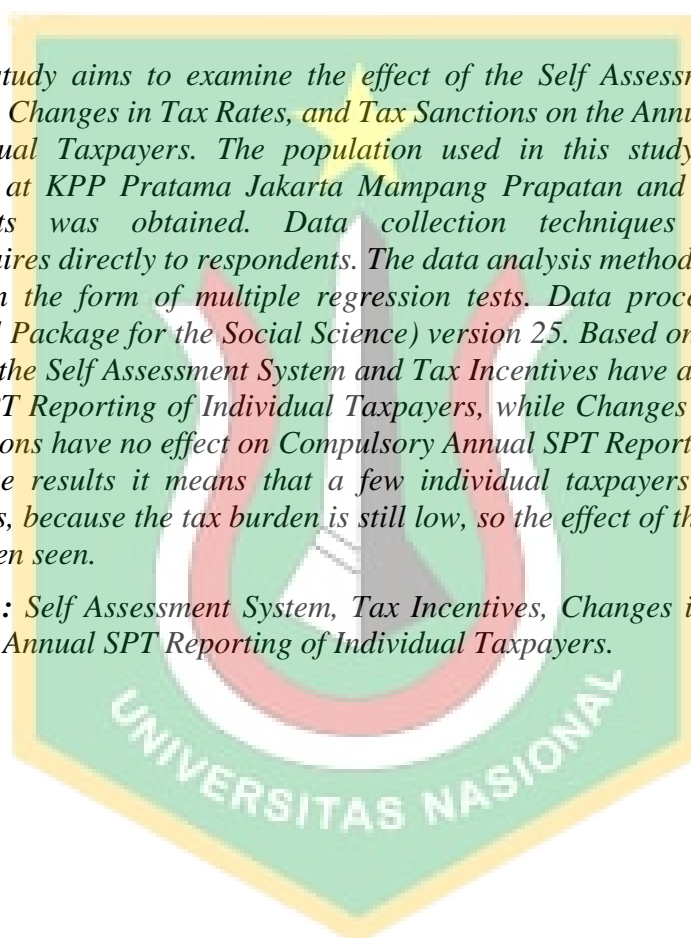 tudy aims to examine the effect of the Self Assessm
Changes in Tax Rates, and Tax Sanctions on the Annu
ual Taxpayers. The population used in this study
at KPP Pratama Jakarta Mampang Prapatan and
ts was obtained. Data collection techniques
ires directly to respondents. The data analysis method
n the form of multiple regression tests. Data proce
l Package for the Social Science) version 25. Based on
the Self Assessment System and Tax Incentives have a
PT Reporting of Individual Taxpayers, while Changes
ons have no effect on Compulsory Annual SPT Report
e results it means that a few individual taxpayers
s, because the tax burden is still low, so the effect of th
en seen.
: Self Assessment System, Tax Incentives, Changes i
Annual SPT Reporting of Individual Taxpayers.
UNIVERSITAS NASIONAL